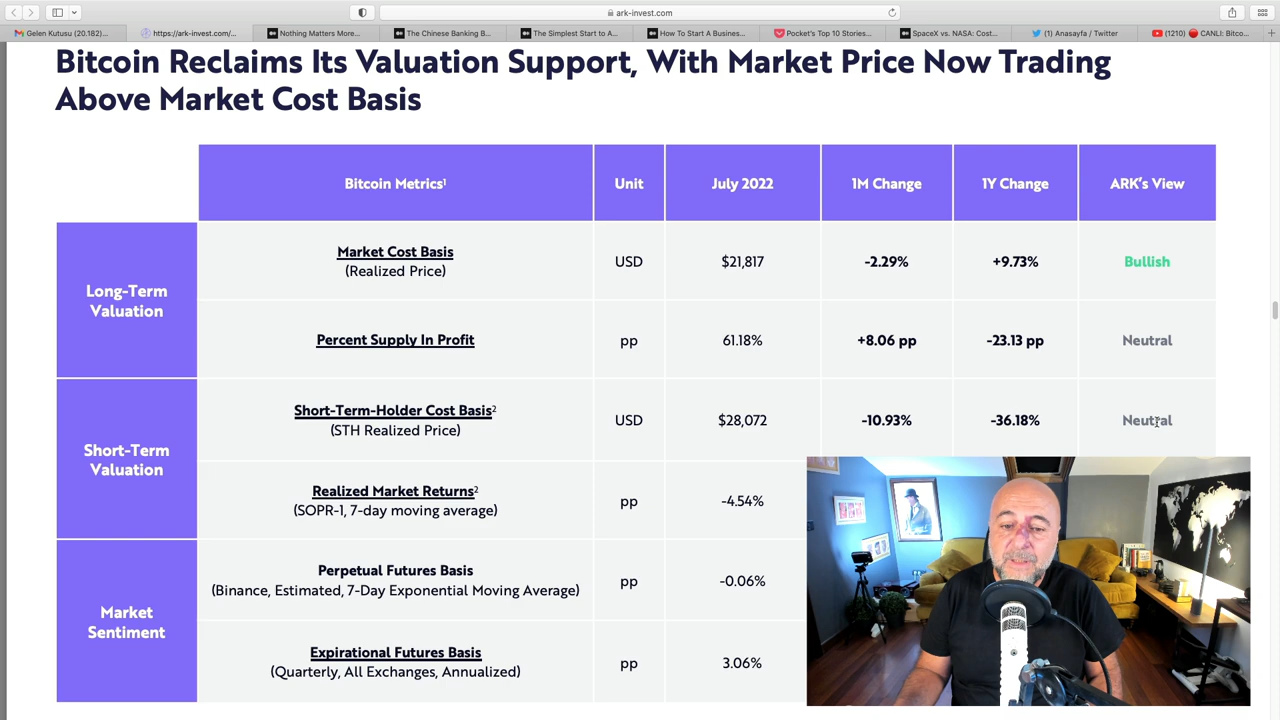 ark-invest.com
Gelen Kutusu (20.182)...
https://ark-invest.com/...
Nothing Matters More...
The Chinese Banking B...
The Simplest Start to A...
How To Start A Busines...
Pocket's Top 10 Stories...
SpaceX vs. NASA: Cost...
(1) Anasayfa / Twitter
(1210) 🔴 CANLI: Bitco...
Bitcoin Reclaims Its Valuation Support, With Market Price Now Trading
Above Market Cost Basis
Bitcoin Metrics¹ Unit July 2022 1M Change 1Y Change ARK's View
Long-Term
Valuation
Market Cost Basis
(Realized Price)
USD $21,817 -2.29% +9.73% Bullish
Percent Supply In Profit pp 61.18% +8.06 pp -23.13 pp Neutral
Short-Term
Valuation
Short-Term-Holder Cost Basis²
(STH Realized Price)
USD $28,072 -10.93% -36.18% Neutral
Realized Market Returns²
(SOPR-1, 7-day moving average)
pp -4.54%
Market
Sentiment
Perpetual Futures Basis
(Binance, Estimated, 7-Day Exponential Moving Average)
pp -0.06%
Expirational Futures Basis
(Quarterly, All Exchanges, Annualized)
pp 3.06%